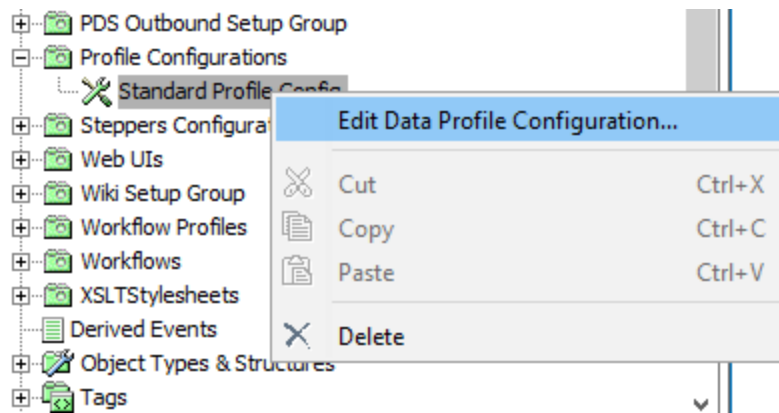 PDS Outbound Setup Group
Profile Configurations
Standard Profile Config
Edit Data Profile Configuration...
Steppers Configurat
Web UIs
Cut Ctrl+X
Wiki Setup Group
Workflow Profiles
Copy Ctrl+C
Workflows
Paste Ctrl+V
XSLTStylesheets
Derived Events
Delete
Object Types & Structures
Tags